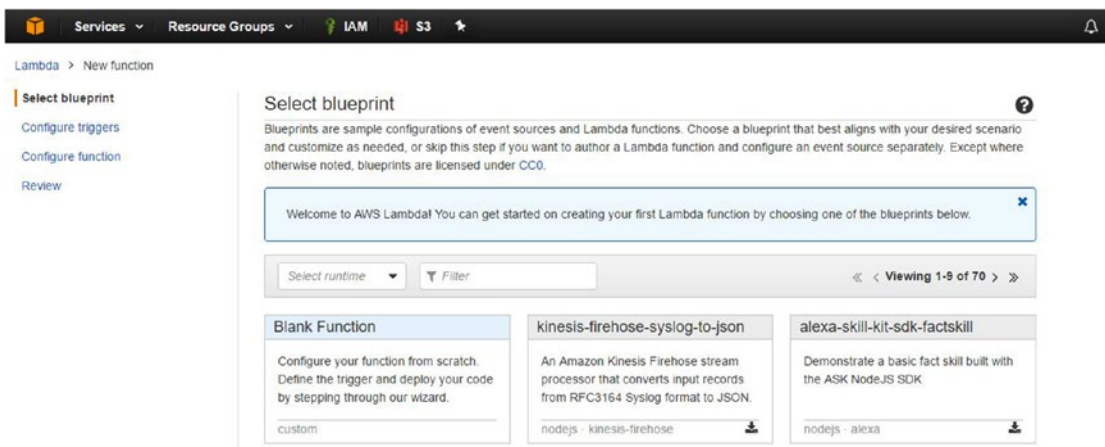 Services Resource Groups IAM S3
Lambda > New function
Select blueprint
Configure triggers
Configure function
Review
Select blueprint
Blueprints are sample configurations of event sources and Lambda functions. Choose a blueprint that best aligns with your desired scenario
and customize as needed, or skip this step if you want to author a Lambda function and configure an event source separately. Except where
otherwise noted, blueprints are licensed under CC0.
Welcome to AWS Lambda! You can get started on creating your first Lambda function by choosing one of the blueprints below.
Select runtime Filter « < Viewing 1-9 of 70 > »
Blank Function
Configure your function from scratch.
Define the trigger and deploy your code
by stepping through our wizard.
custom
kinesis-firehose-syslog-to-json
An Amazon Kinesis Firehose stream
processor that converts input records
from RFC3164 Syslog format to JSON.
nodejs · kinesis-firehose
alexa-skill-kit-sdk-factskill
Demonstrate a basic fact skill built with
the ASK NodeJS SDK
nodejs · alexa